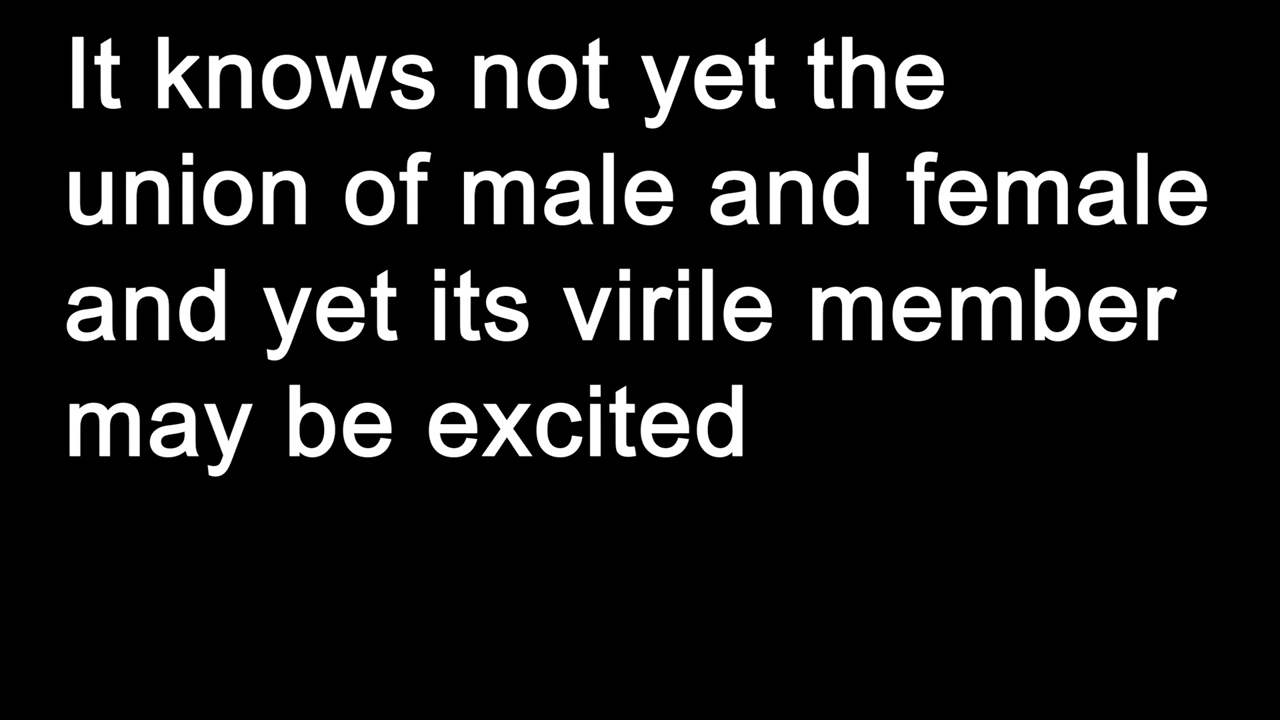 It knows not yet the
union of male and female
and yet its virile member
may be excited